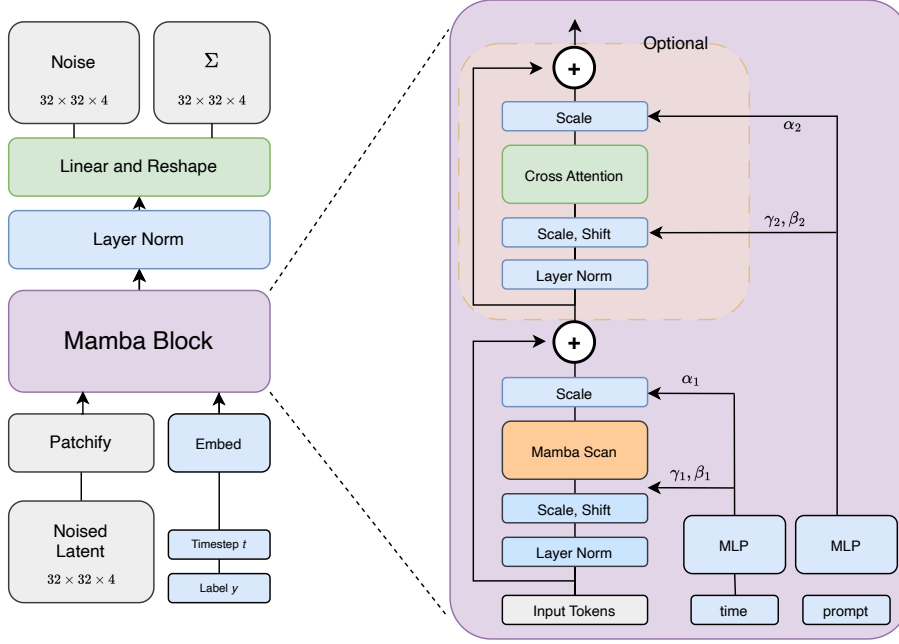 Noise
32 × 32 × 4
Σ
32 × 32 × 4
Linear and Reshape
Layer Norm
Mamba Block
Patchify
Embed
Noised
Latent
32 × 32 × 4
Timestep t
Label y
Optional
+
Scale
α₂
Cross Attention
γ₂, β₂
Scale, Shift
Layer Norm
+
Scale
α₁
Mamba Scan
γ₁, β₁
Scale, Shift
Layer Norm
MLP
MLP
Input Tokens
time
prompt